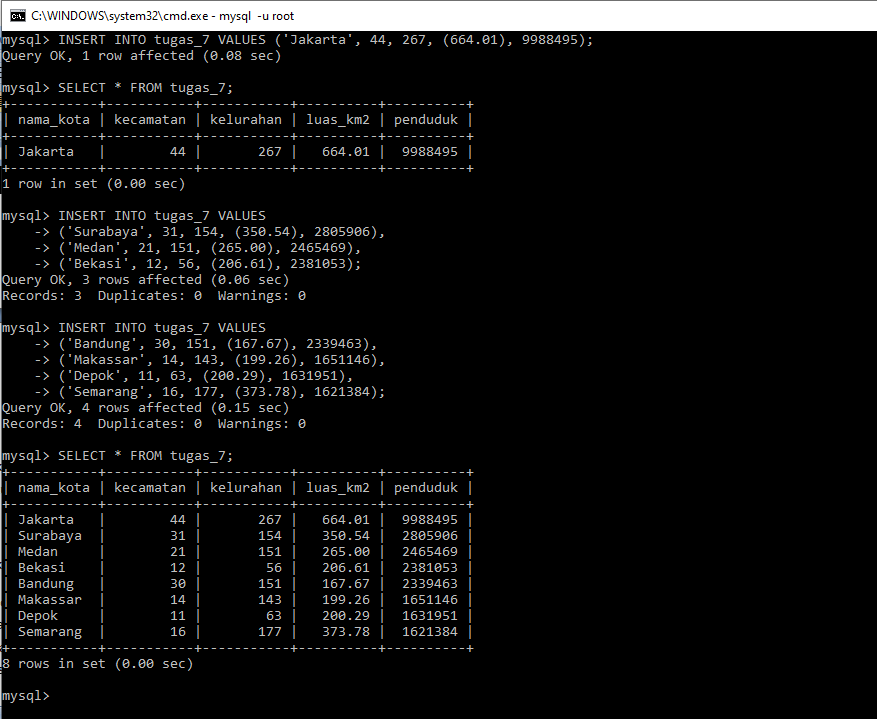 C:\WINDOWS\system32\cmd.exe - mysql  -u root
mysql> INSERT INTO tugas_7 VALUES ('Jakarta', 44, 267, (664.01), 9988495);
Query OK, 1 row affected (0.08 sec)

mysql> SELECT * FROM tugas_7;
+-----------+-----------+-----------+----------+----------+
| nama_kota | kecamatan | kelurahan | luas_km2 | penduduk |
+-----------+-----------+-----------+----------+----------+
| Jakarta   |        44 |       267 |   664.01 |  9988495 |
+-----------+-----------+-----------+----------+----------+
1 row in set (0.00 sec)

mysql> INSERT INTO tugas_7 VALUES
    -> ('Surabaya', 31, 154, (350.54), 2805906),
    -> ('Medan', 21, 151, (265.00), 2465469),
    -> ('Bekasi', 12, 56, (206.61), 2381053);
Query OK, 3 rows affected (0.06 sec)
Records: 3  Duplicates: 0  Warnings: 0

mysql> INSERT INTO tugas_7 VALUES
    -> ('Bandung', 30, 151, (167.67), 2339463),
    -> ('Makassar', 14, 143, (199.26), 1651146),
    -> ('Depok', 11, 63, (200.29), 1631951),
    -> ('Semarang', 16, 177, (373.78), 1621384);
Query OK, 4 rows affected (0.15 sec)
Records: 4  Duplicates: 0  Warnings: 0

mysql> SELECT * FROM tugas_7;
+-----------+-----------+-----------+----------+----------+
| nama_kota | kecamatan | kelurahan | luas_km2 | penduduk |
+-----------+-----------+-----------+----------+----------+
| Jakarta   |        44 |       267 |   664.01 |  9988495 |
| Surabaya  |        31 |       154 |   350.54 |  2805906 |
| Medan     |        21 |       151 |   265.00 |  2465469 |
| Bekasi    |        12 |        56 |   206.61 |  2381053 |
| Bandung   |        30 |       151 |   167.67 |  2339463 |
| Makassar  |        14 |       143 |   199.26 |  1651146 |
| Depok     |        11 |        63 |   200.29 |  1631951 |
| Semarang  |        16 |       177 |   373.78 |  1621384 |
+-----------+-----------+-----------+----------+----------+
8 rows in set (0.00 sec)

mysql>